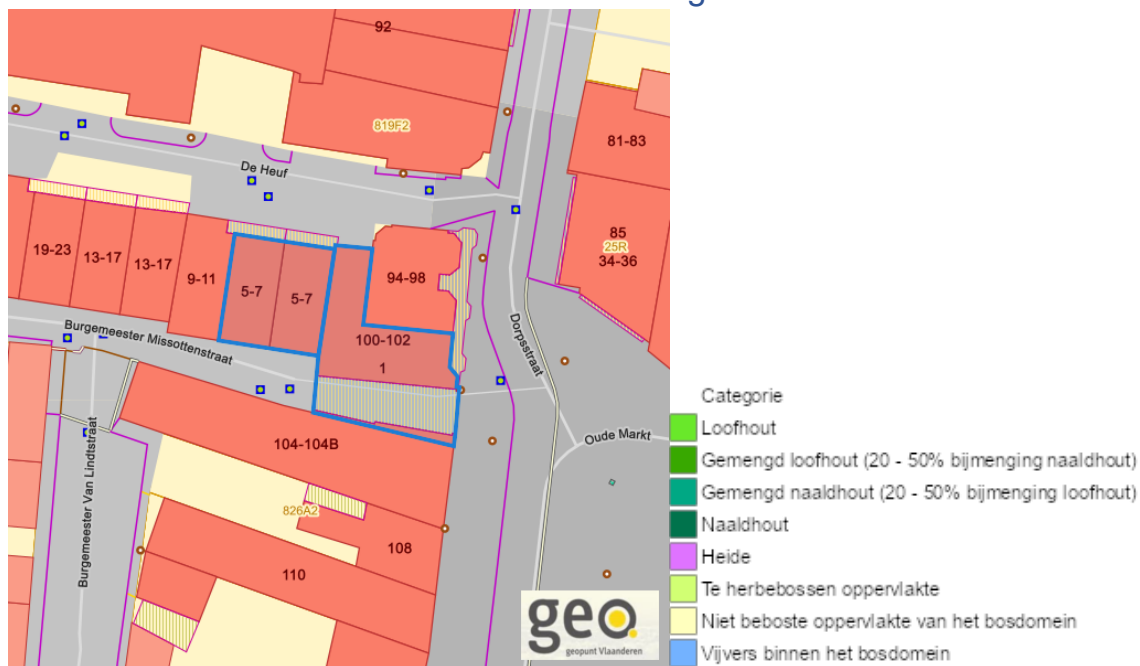 92
819F2
81-83
De Heuf
85
25R
34-36
19-23
13-17
13-17
9-11
5-7
5-7
94-98
Burgemeester Missottenstraat
100-102
1
Dorpsstraat
Oude Markt
Burgemeester Van Lindtstraat
104-104B
826A2
108
110
geo.
geopunt Vlaanderen
Categorie
Loofhout
Gemengd loofhout (20 - 50% bijmenging naaldhout)
Gemengd naaldhout (20 - 50% bijmenging loofhout)
Naaldhout
Heide
Te herbebossen oppervlakte
Niet beboste oppervlakte van het bosdomein
Vijvers binnen het bosdomein